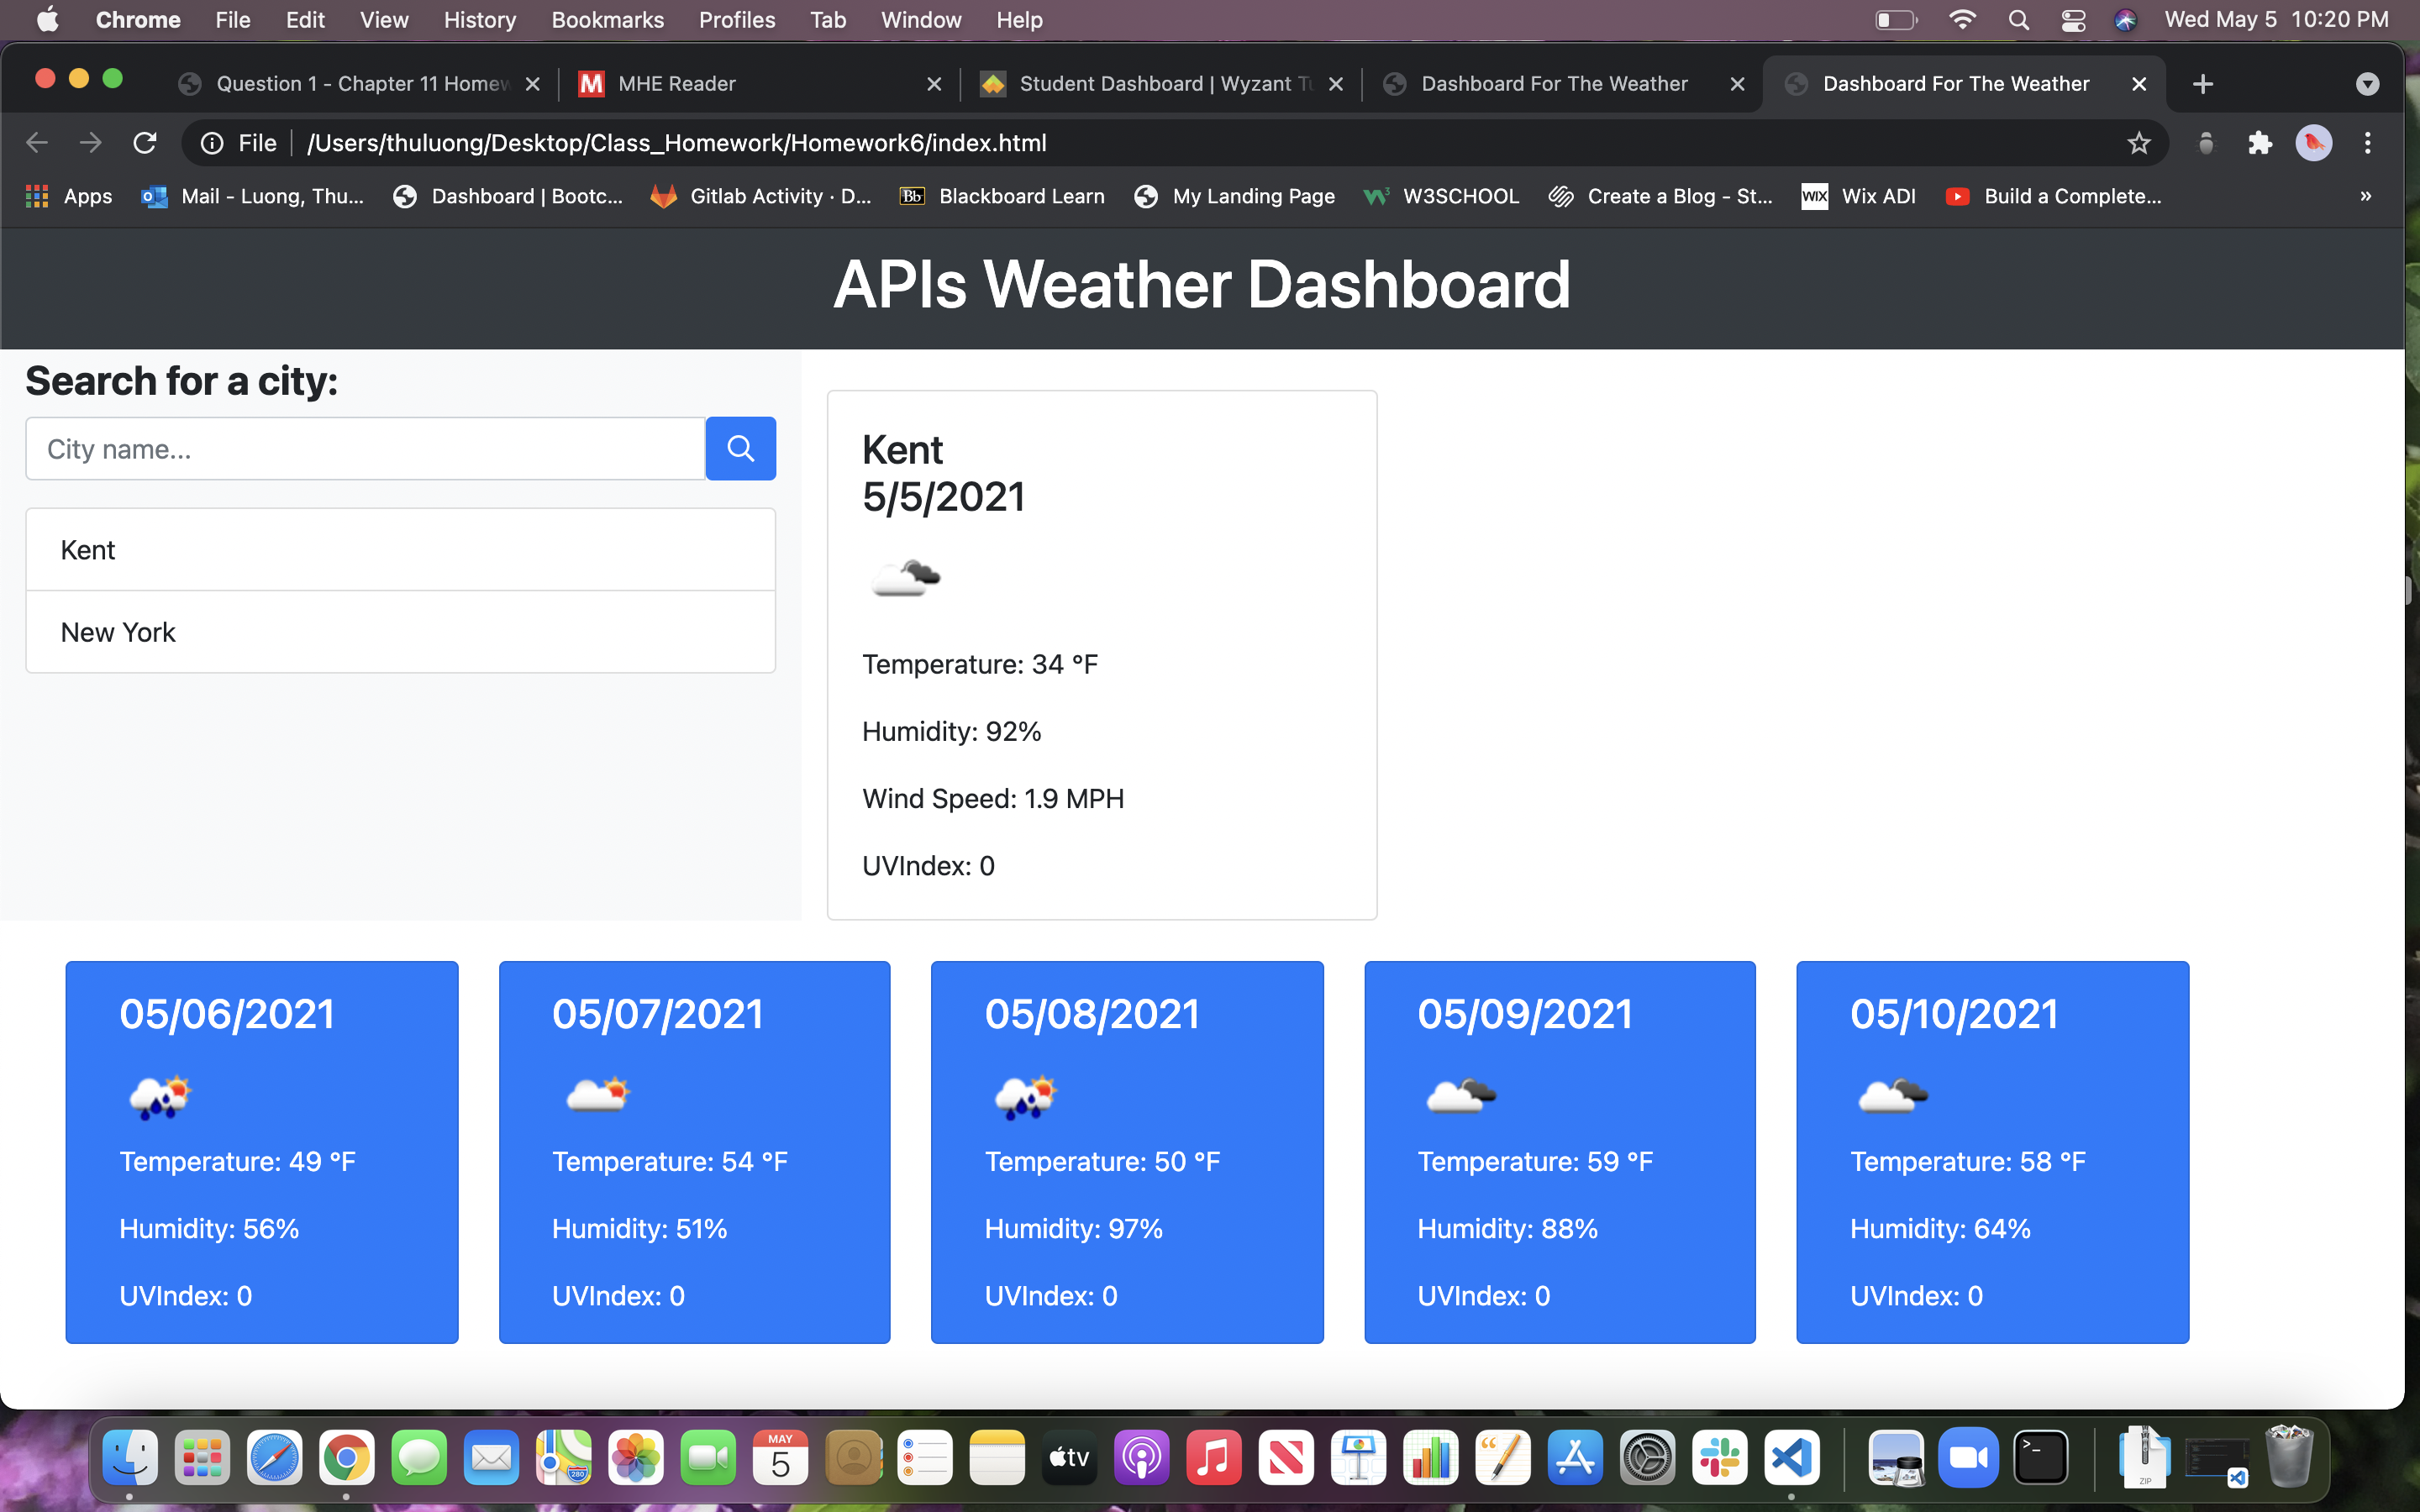 Chrome File Edit View History Bookmarks Profiles Tab Window Help Wed May 5 10:20 PM
Question 1 - Chapter 11 Homew MHE Reader Student Dashboard | Wyzant Tu Dashboard For The Weather Dashboard For The Weather
File /Users/thuluong/Desktop/Class_Homework/Homework6/index.html
Apps Mail - Luong, Thu... Dashboard | Bootc... Gitlab Activity · D... Bb Blackboard Learn My Landing Page W3SCHOOL Create a Blog - St... WIX Wix ADI Build a Complete... »
APIs Weather Dashboard
Search for a city:
City name...
Kent
New York
Kent
5/5/2021
Temperature: 34 °F
Humidity: 92%
Wind Speed: 1.9 MPH
UVIndex: 0
05/06/2021
Temperature: 49 °F
Humidity: 56%
UVIndex: 0
05/07/2021
Temperature: 54 °F
Humidity: 51%
UVIndex: 0
05/08/2021
Temperature: 50 °F
Humidity: 97%
UVIndex: 0
05/09/2021
Temperature: 59 °F
Humidity: 88%
UVIndex: 0
05/10/2021
Temperature: 58 °F
Humidity: 64%
UVIndex: 0
MAY
5
tv
280
ZIP